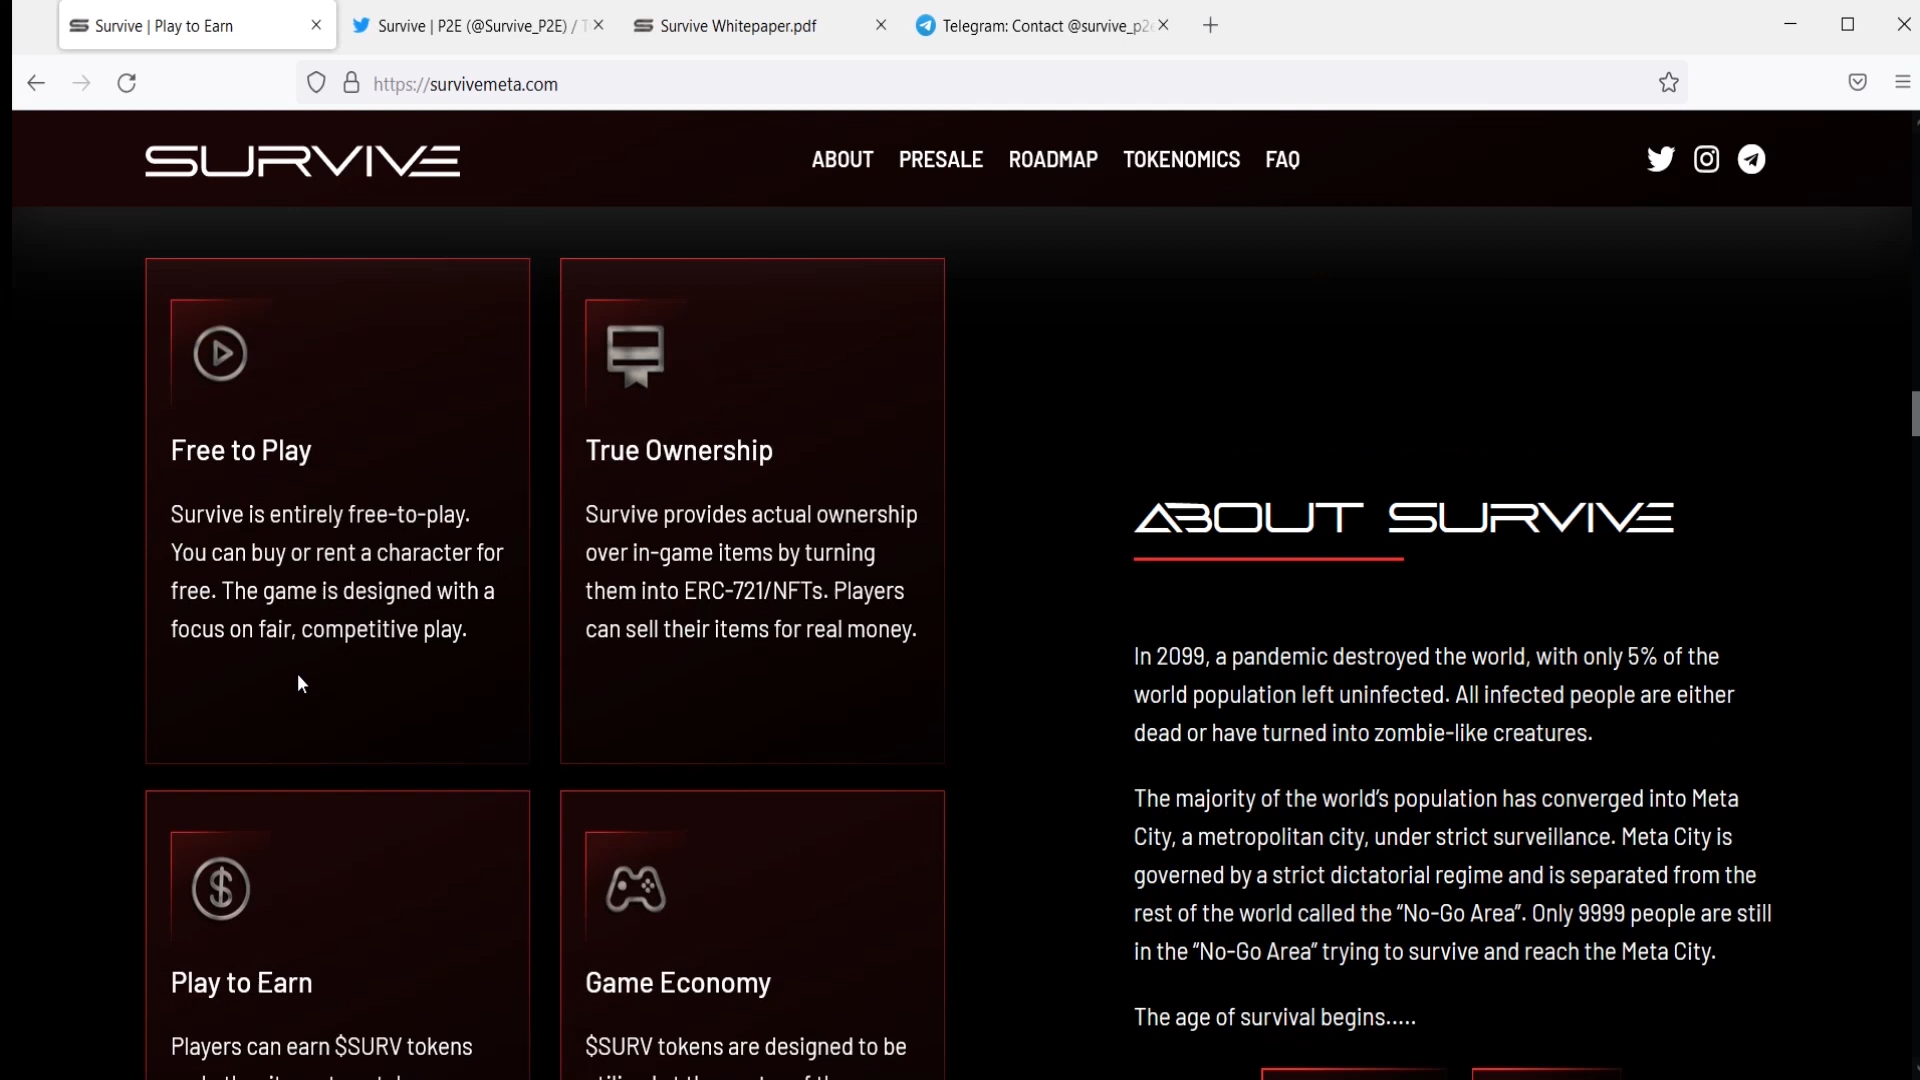 Survive | Play to Earn
Survive | P2E (@Survive_P2E) / T
Survive Whitepaper.pdf
Telegram: Contact @survive_p2e
https://survivemeta.com
SURVIVE
ABOUT PRESALE ROADMAP TOKENOMICS FAQ
Free to Play
Survive is entirely free-to-play.
You can buy or rent a character for
free. The game is designed with a
focus on fair, competitive play.
True Ownership
Survive provides actual ownership
over in-game items by turning
them into ERC-721/NFTs. Players
can sell their items for real money.
Play to Earn
Players can earn $SURV tokens
Game Economy
$SURV tokens are designed to be
ABOUT SURVIVE
In 2099, a pandemic destroyed the world, with only 5% of the
world population left uninfected. All infected people are either
dead or have turned into zombie-like creatures.
The majority of the world’s population has converged into Meta
City, a metropolitan city, under strict surveillance. Meta City is
governed by a strict dictatorial regime and is separated from the
rest of the world called the “No-Go Area”. Only 9999 people are still
in the “No-Go Area” trying to survive and reach the Meta City.
The age of survival begins.....